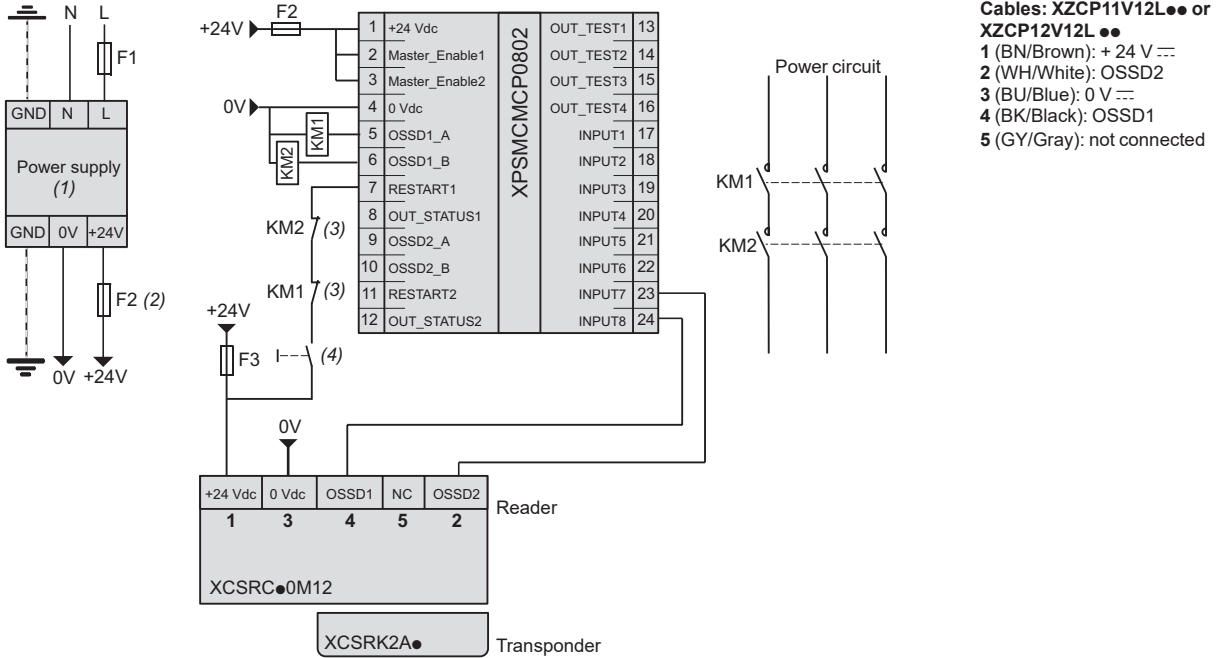 N L
F1
GND N L
Power supply
(1)
GND 0V +24V
F2 (2)
0V +24V
F2
+24V
0V
KM1
KM2
1 +24 Vdc
2 Master_Enable1
3 Master_Enable2
4 0 Vdc
5 OSSD1_A
6 OSSD1_B
7 RESTART1
8 OUT_STATUS1
9 OSSD2_A
10 OSSD2_B
11 RESTART2
12 OUT_STATUS2
XPSMCMCP0802
OUT_TEST1 13
OUT_TEST2 14
OUT_TEST3 15
OUT_TEST4 16
INPUT1 17
INPUT2 18
INPUT3 19
INPUT4 20
INPUT5 21
INPUT6 22
INPUT7 23
INPUT8 24
KM2 (3)
KM1 (3)
(4)
+24V
F3
0V
+24 Vdc 0 Vdc OSSD1 NC OSSD2
1 3 4 5 2
Reader
XCSRC●0M12
XCSRK2A●
Transponder
Power circuit
KM1
KM2
Cables: XZCP11V12L●● or
XZCP12V12L ●●
1 (BN/Brown): + 24 V ⎓
2 (WH/White): OSSD2
3 (BU/Blue): 0 V ⎓
4 (BK/Black): OSSD1
5 (GY/Gray): not connected